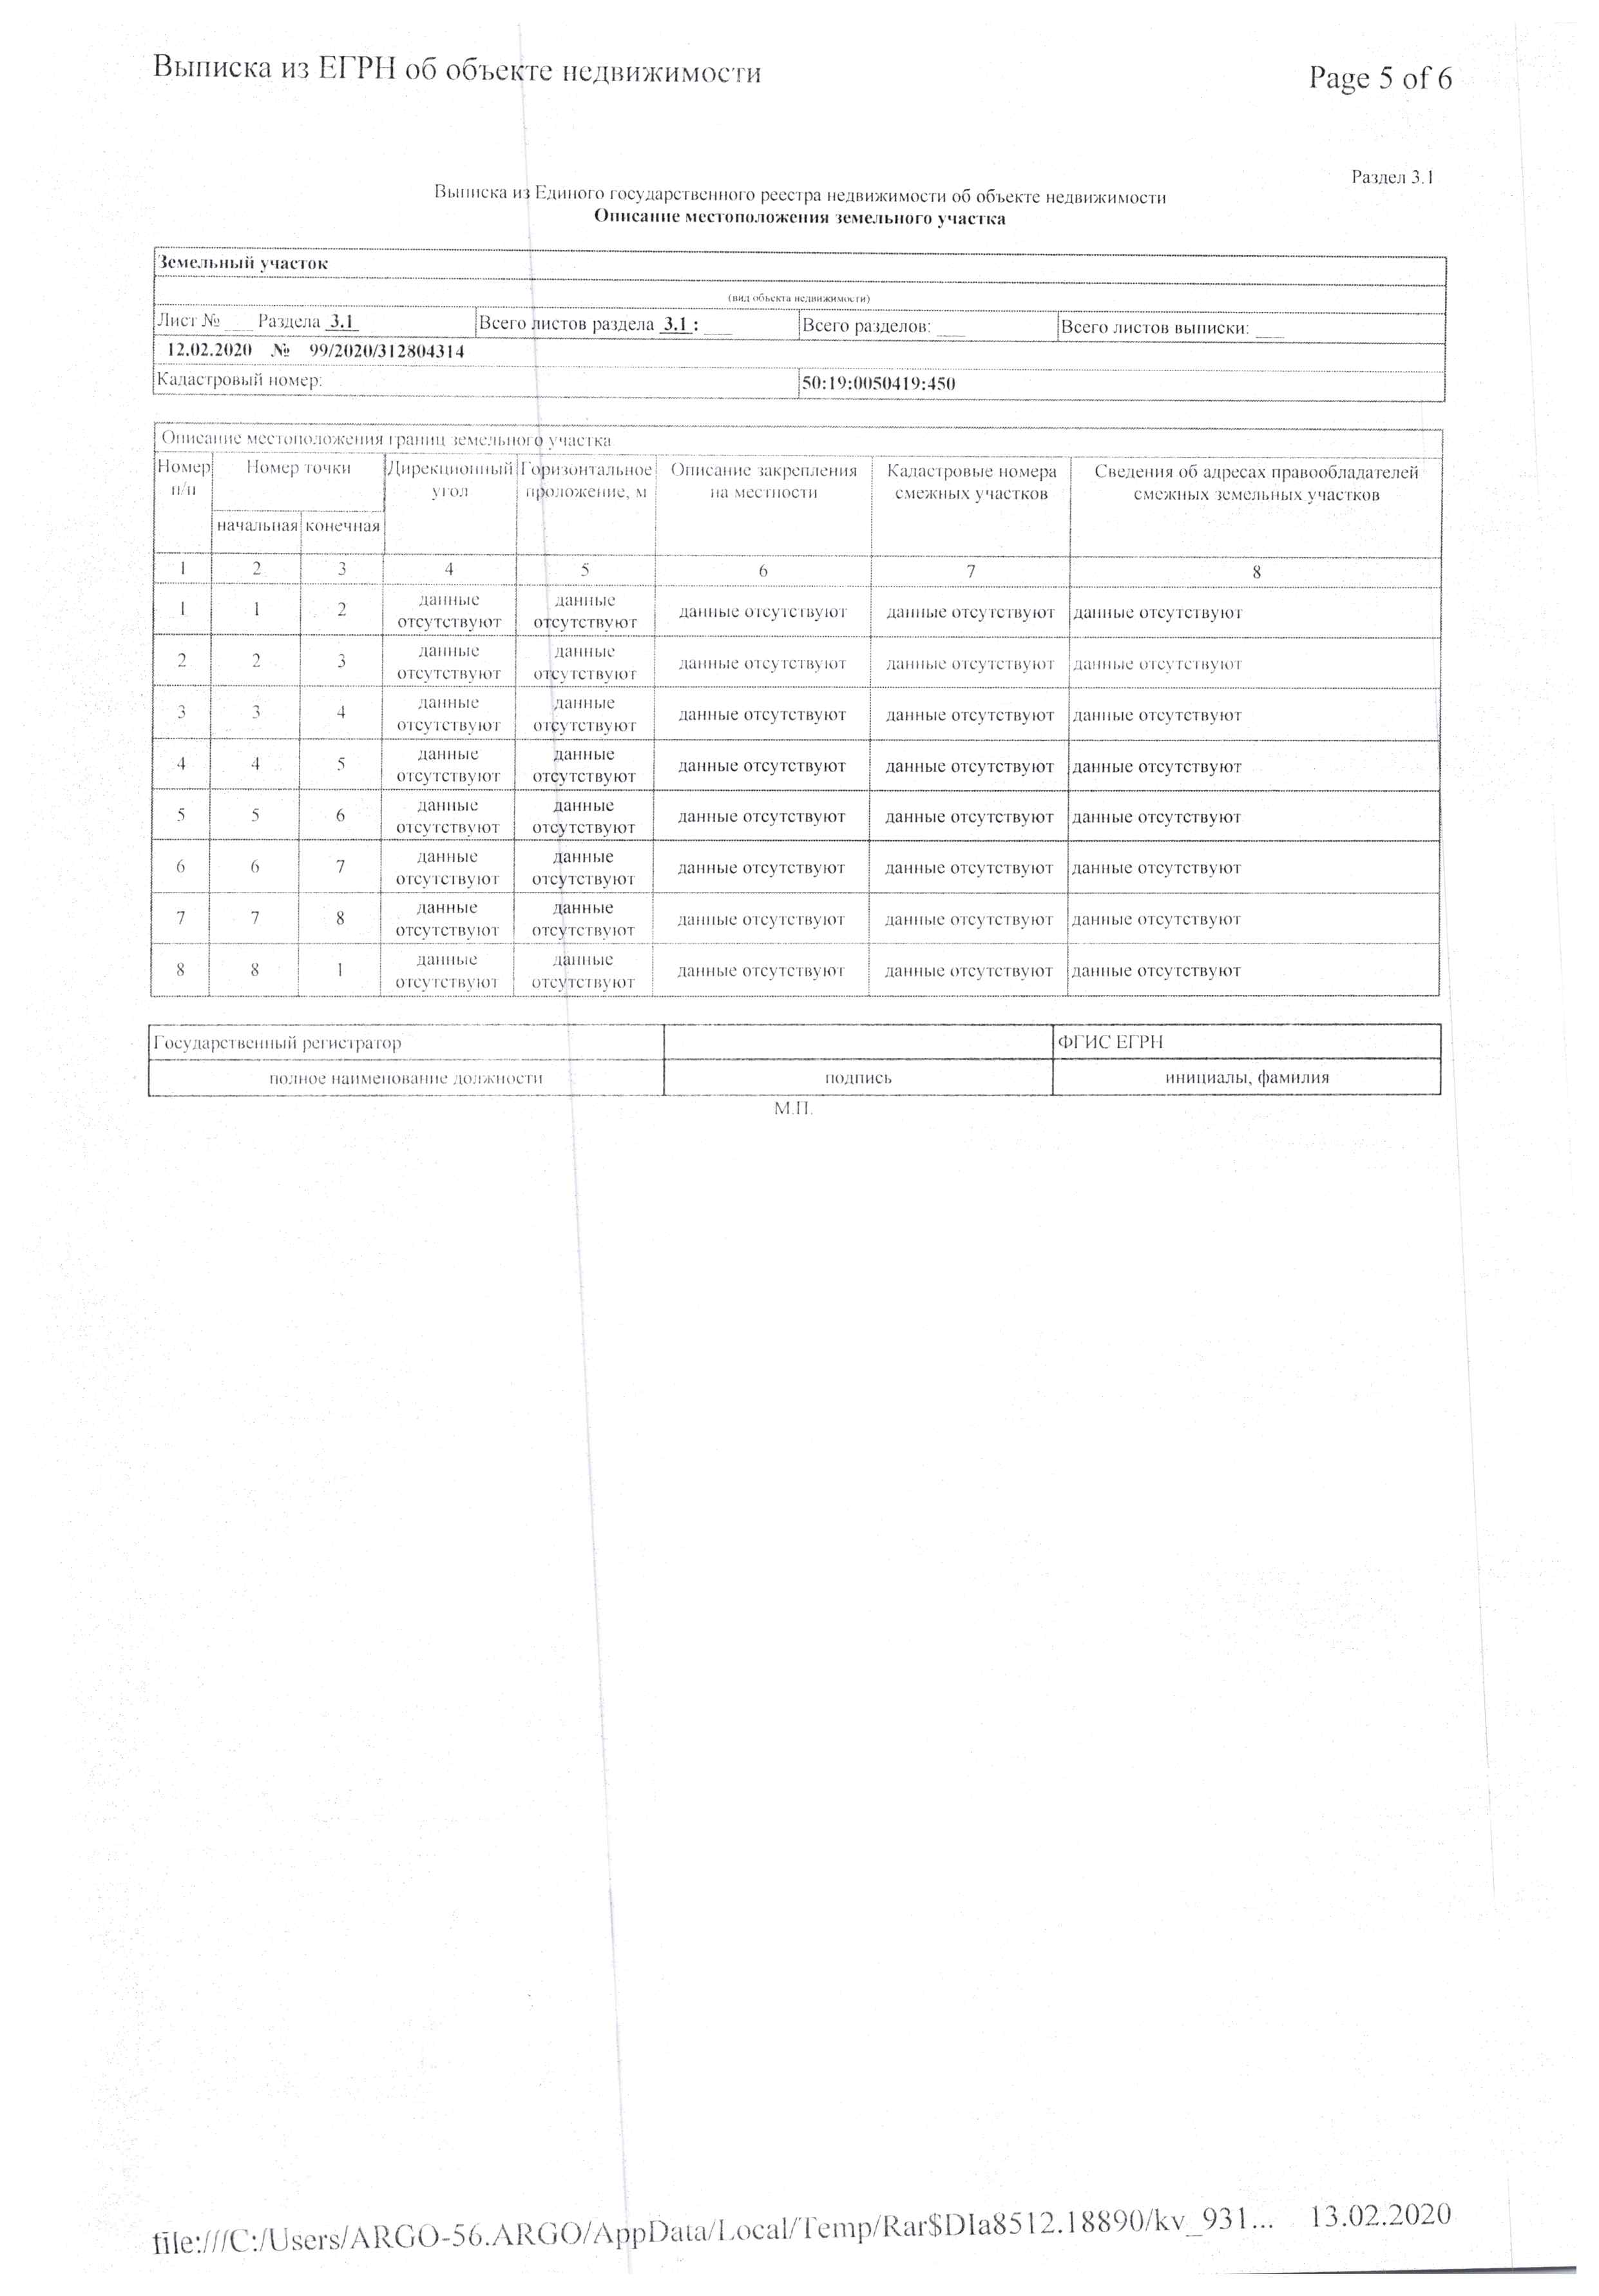 Выписка из ЕГРН об объекте недвижимости Page 5 of 6
Раздел 3.1
Выписка из Единого государственного реестра недвижимости об объекте недвижимости
Описание местоположения земельного участка
Земельный участок
(вид объекта недвижимости)
Лист № ___ Раздела 3.1 Всего листов раздела 3.1 : ___ Всего разделов: ___ Всего листов выписки: ___
12.02.2020 № 99/2020/312804314
Кадастровый номер: 50:19:0050419:450
Описание местоположения границ земельного участка
Номер Номер точки Дирекционный Горизонтальное Описание закрепления Кадастровые номера Сведения об адресах правообладателей
п/п угол проложение, м на местности смежных участков смежных земельных участков
начальная конечная
1 2 3 4 5 6 7 8
данные данные
1 1 2 отсутствуют отсутствуют данные отсутствуют данные отсутствуют данные отсутствуют
данные данные
2 2 3 отсутствуют отсутствуют данные отсутствуют данные отсутствуют данные отсутствуют
данные данные
3 3 4 отсутствуют отсутствуют данные отсутствуют данные отсутствуют данные отсутствуют
данные данные
4 4 5 отсутствуют отсутствуют данные отсутствуют данные отсутствуют данные отсутствуют
данные данные
5 5 6 отсутствуют отсутствуют данные отсутствуют данные отсутствуют данные отсутствуют
данные данные
6 6 7 отсутствуют отсутствуют данные отсутствуют данные отсутствуют данные отсутствуют
данные данные
7 7 8 отсутствуют отсутствуют данные отсутствуют данные отсутствуют данные отсутствуют
данные данные
8 8 1 отсутствуют отсутствуют данные отсутствуют данные отсутствуют данные отсутствуют
Государственный регистратор ФГИС ЕГРН
полное наименование должности подпись инициалы, фамилия
М.П.
file:///C:/Users/ARGO-56.ARGO/AppData/Local/Temp/Rar$DIa8512.18890/kv_931... 13.02.2020